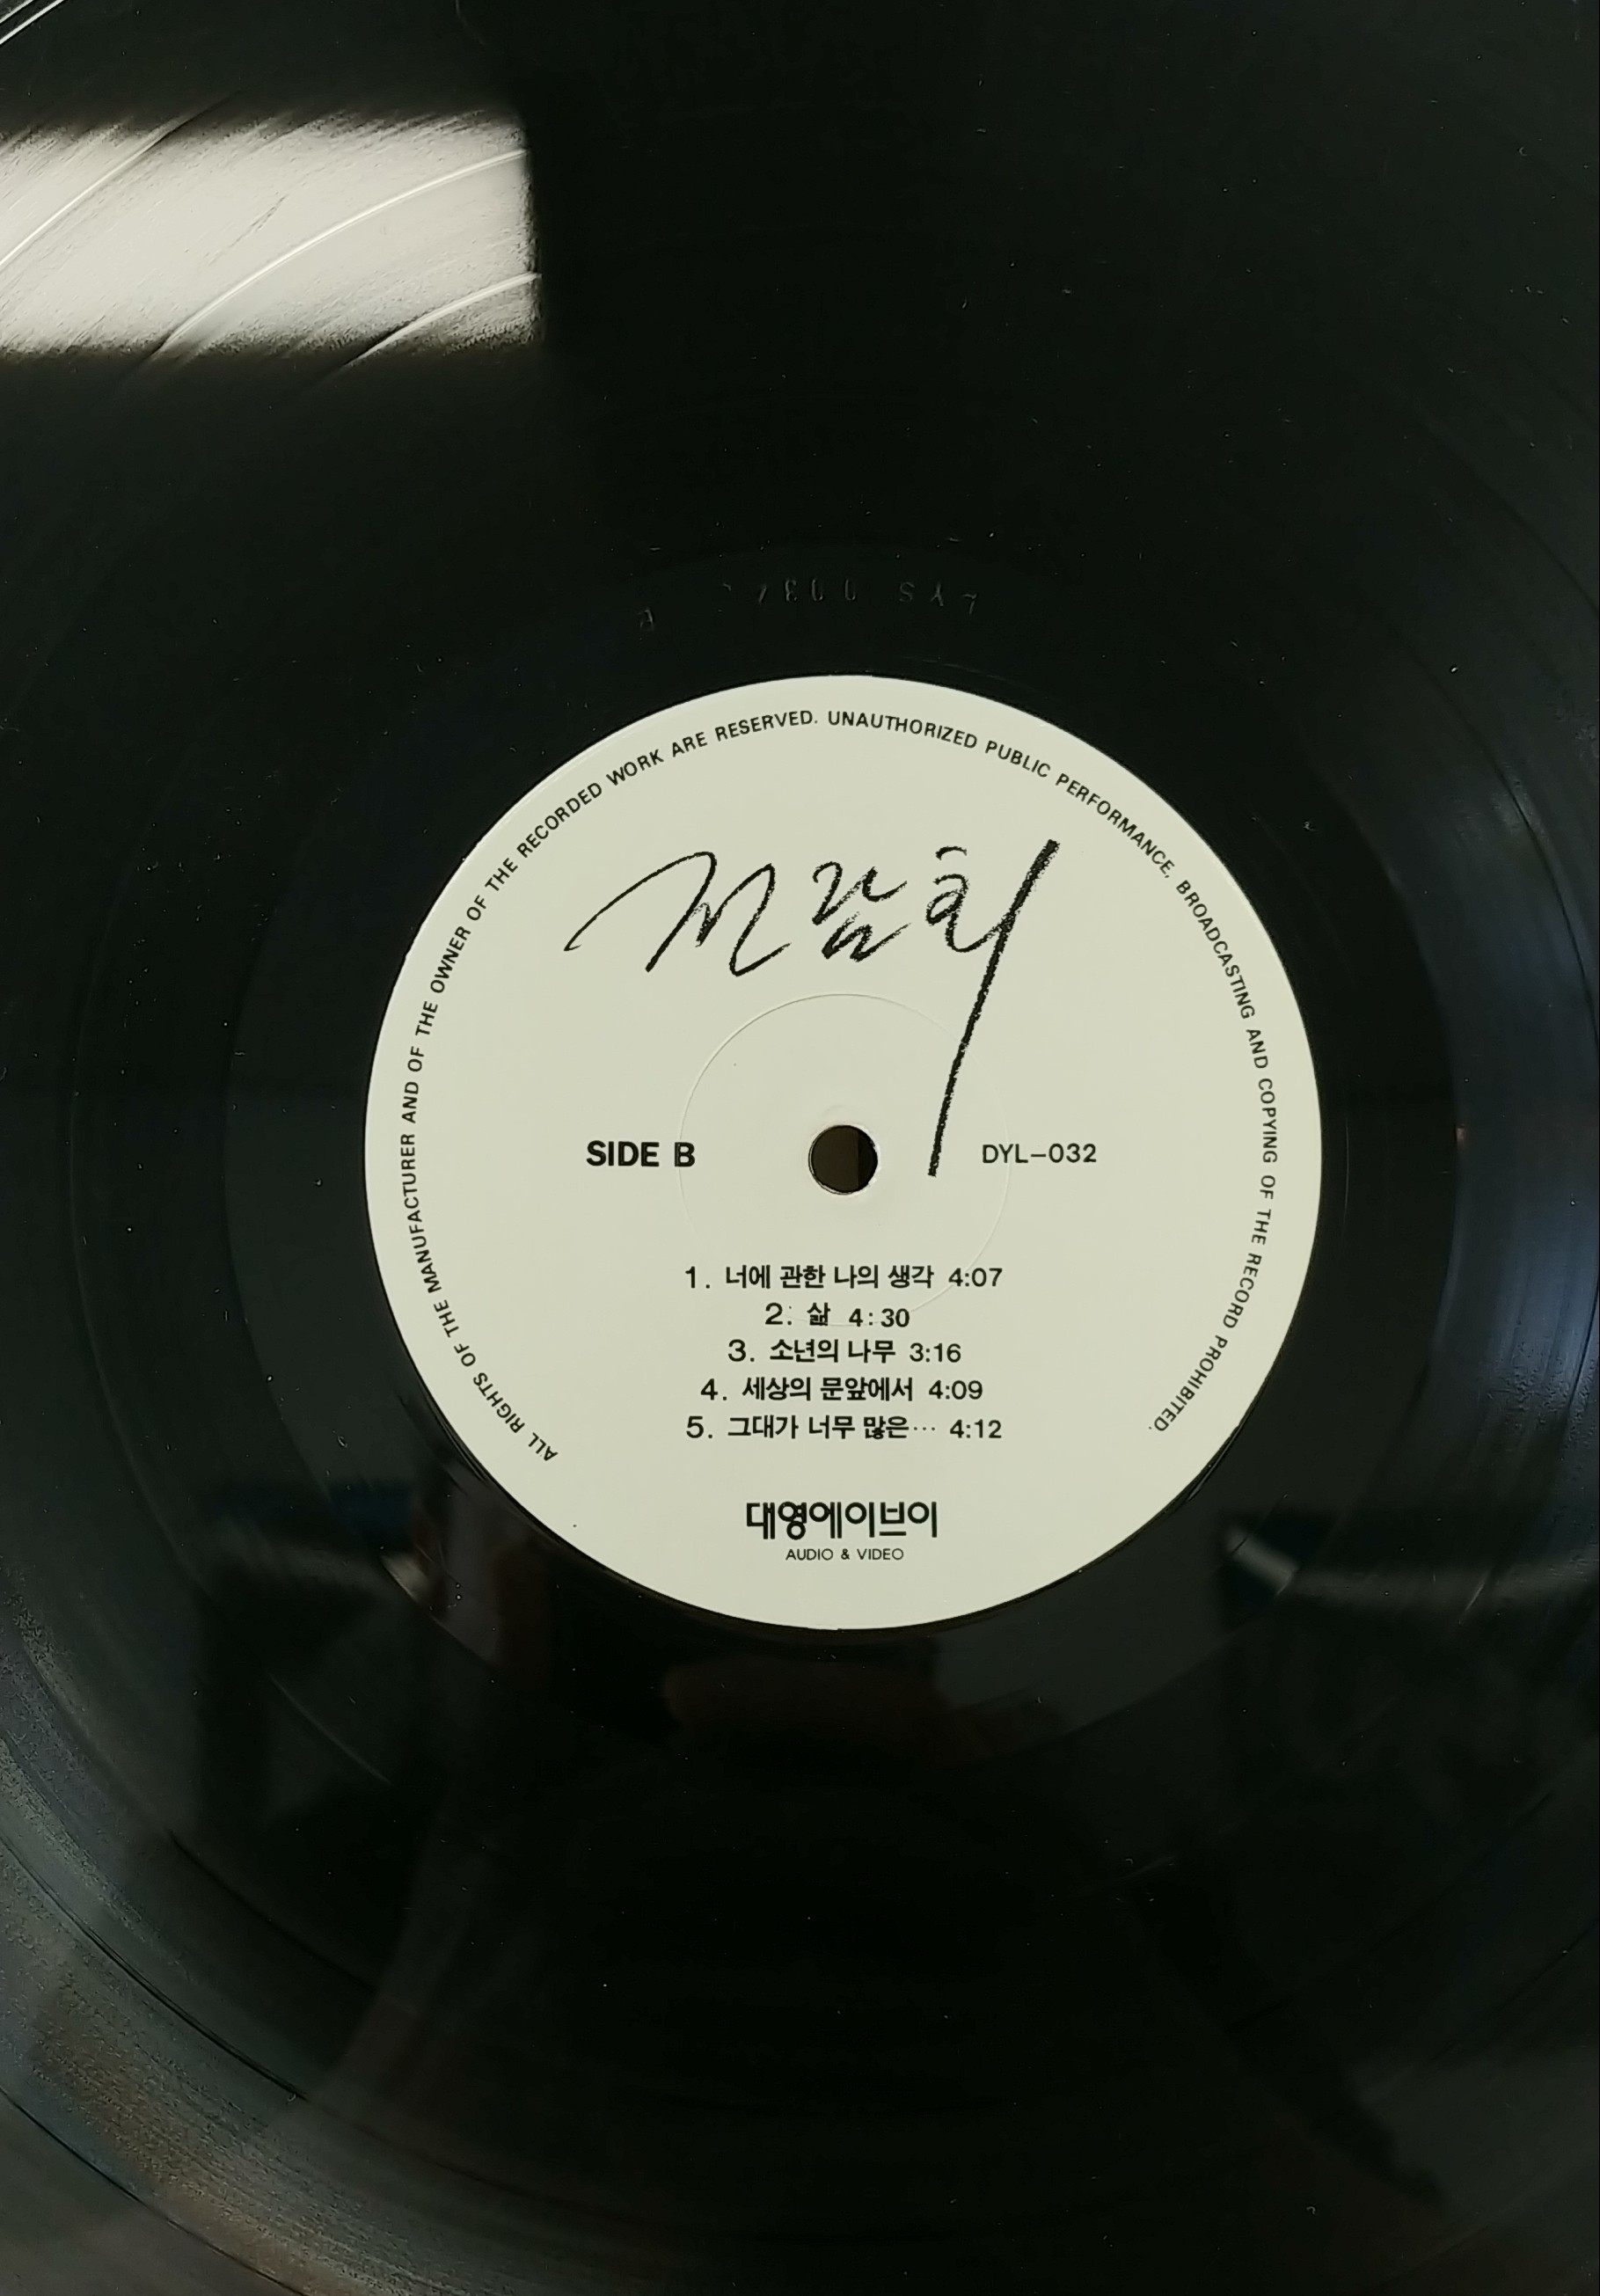 ALL RIGHTS OF THE MANUFACTURER AND OF THE OWNER OF THE RECORDED WORK ARE RESERVED. UNAUTHORIZED PUBLIC PERFORMANCE, BROADCASTING AND COPYING OF THE RECORD PROHIBITED.
SIDE B
DYL-032
1. 너에 관한 나의 생각 4:07
2. 삶 4:30
3. 소년의 나무 3:16
4. 세상의 문앞에서 4:09
5. 그대가 너무 많은… 4:12
대영에이브이
AUDIO & VIDEO